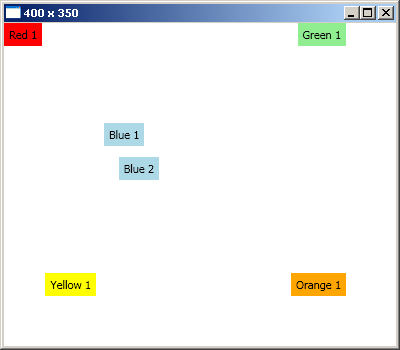 400 x 350
Red 1
Green 1
Blue 1
Blue 2
Yellow 1
Orange 1